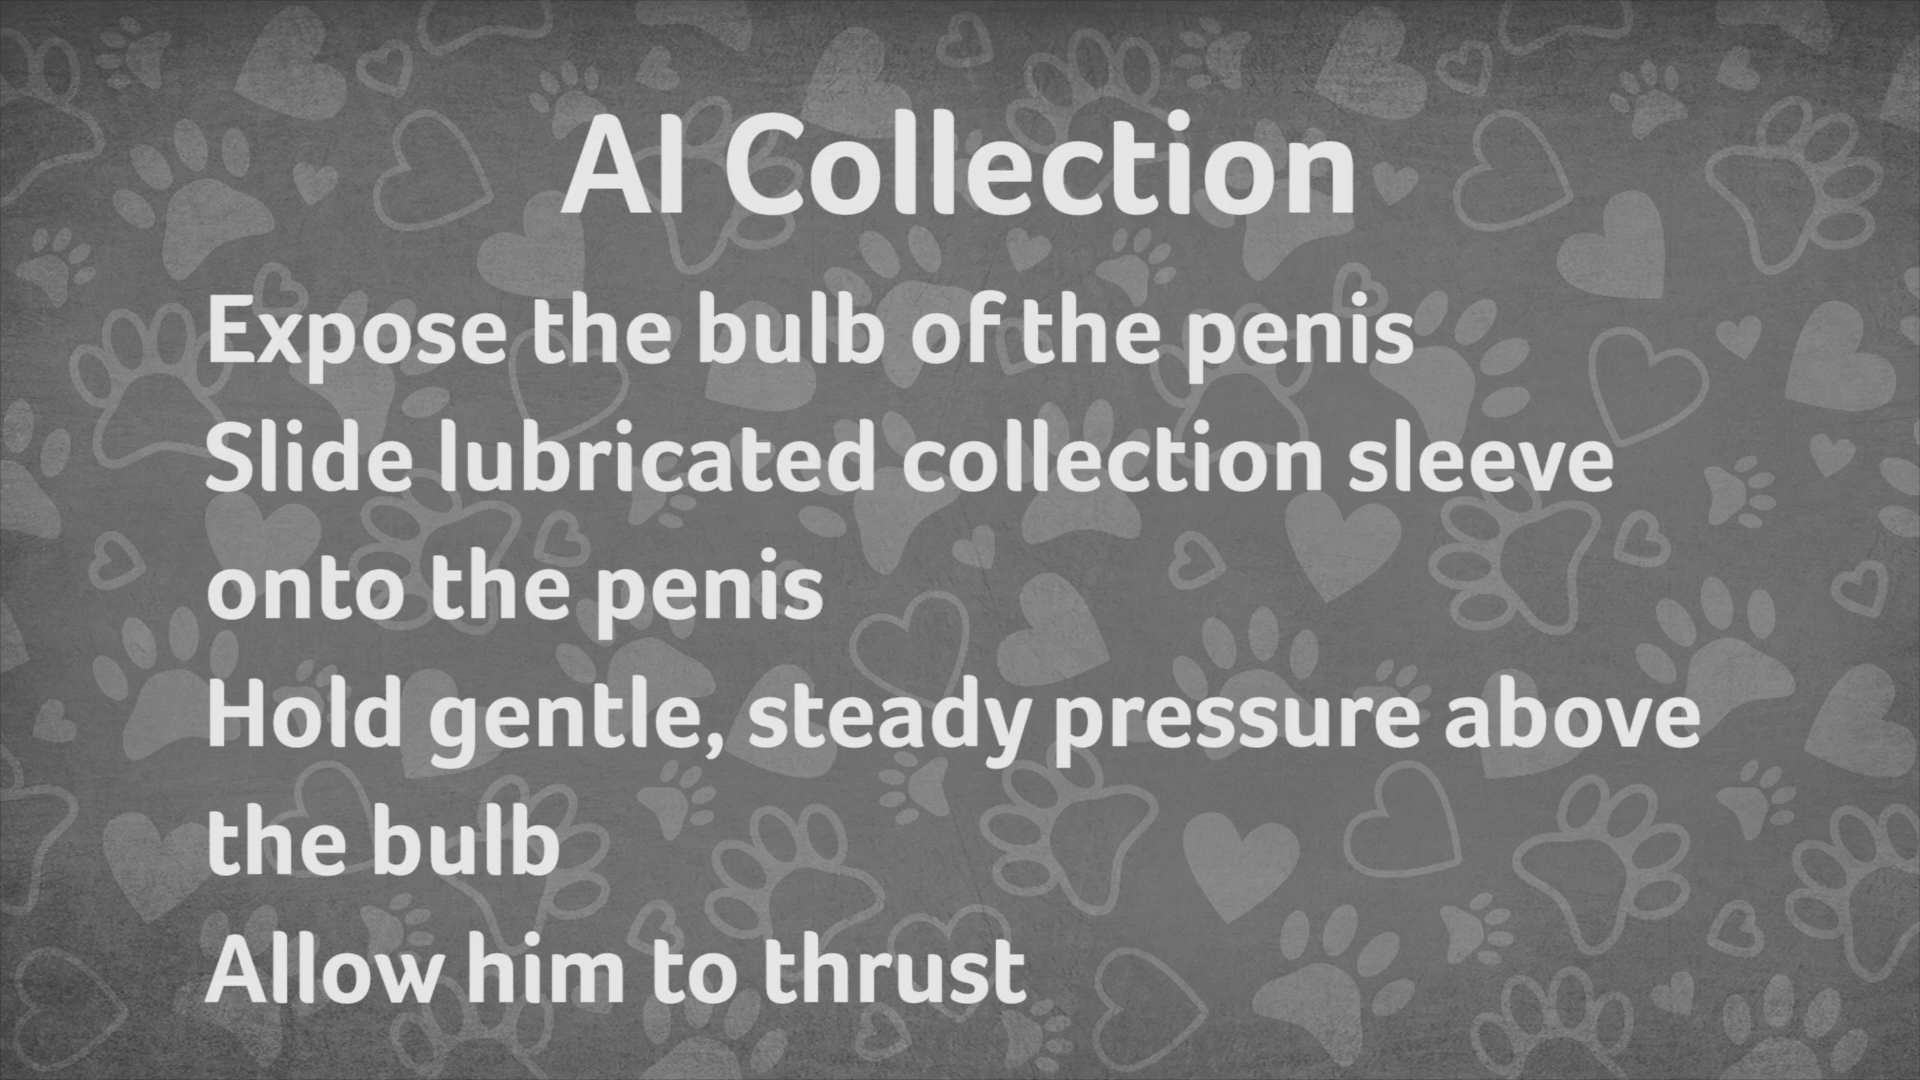 AI Collection
Expose the bulb of the penis
Slide lubricated collection sleeve
onto the penis
Hold gentle, steady pressure above
the bulb
Allow him to thrust